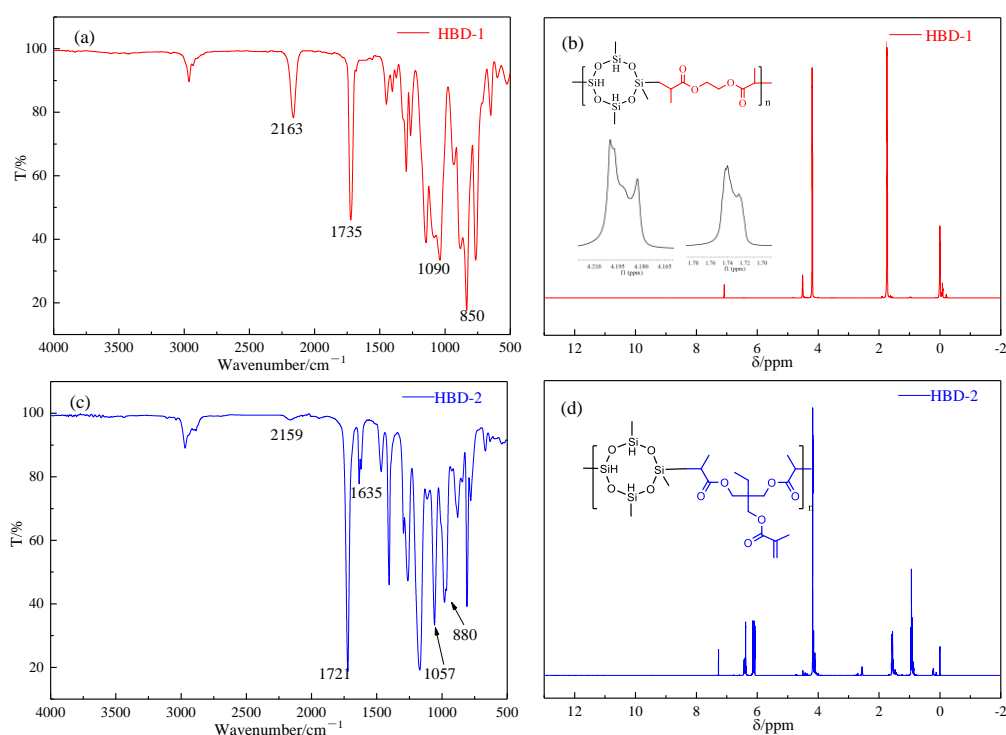 (a)
HBD-1
100
80
60
40
20
T/%
2163
1735
1090
850
4000 3000 2000 1500 1000 500
Wavenumber/cm−1
(b)
HBD-1
H
Si
O O
SiH Si
O H O
Si
O
O
O
O
n
4.210 4.195 4.180 4.165
f1 (ppm)
1.78 1.76 1.74 1.72 1.70
f1 (ppm)
12 10 8 6 4 2 0 -2
δ/ppm
(c)
HBD-2
100
80
60
40
20
T/%
2159
1635
880
1721
1057
4000 3000 2000 1500 1000 500
Wavenumber/cm−1
(d)
HBD-2
Si
O H O
SiH Si
O H O
Si
O
O
O
O
O
O
n
12 10 8 6 4 2 0 -2
δ/ppm